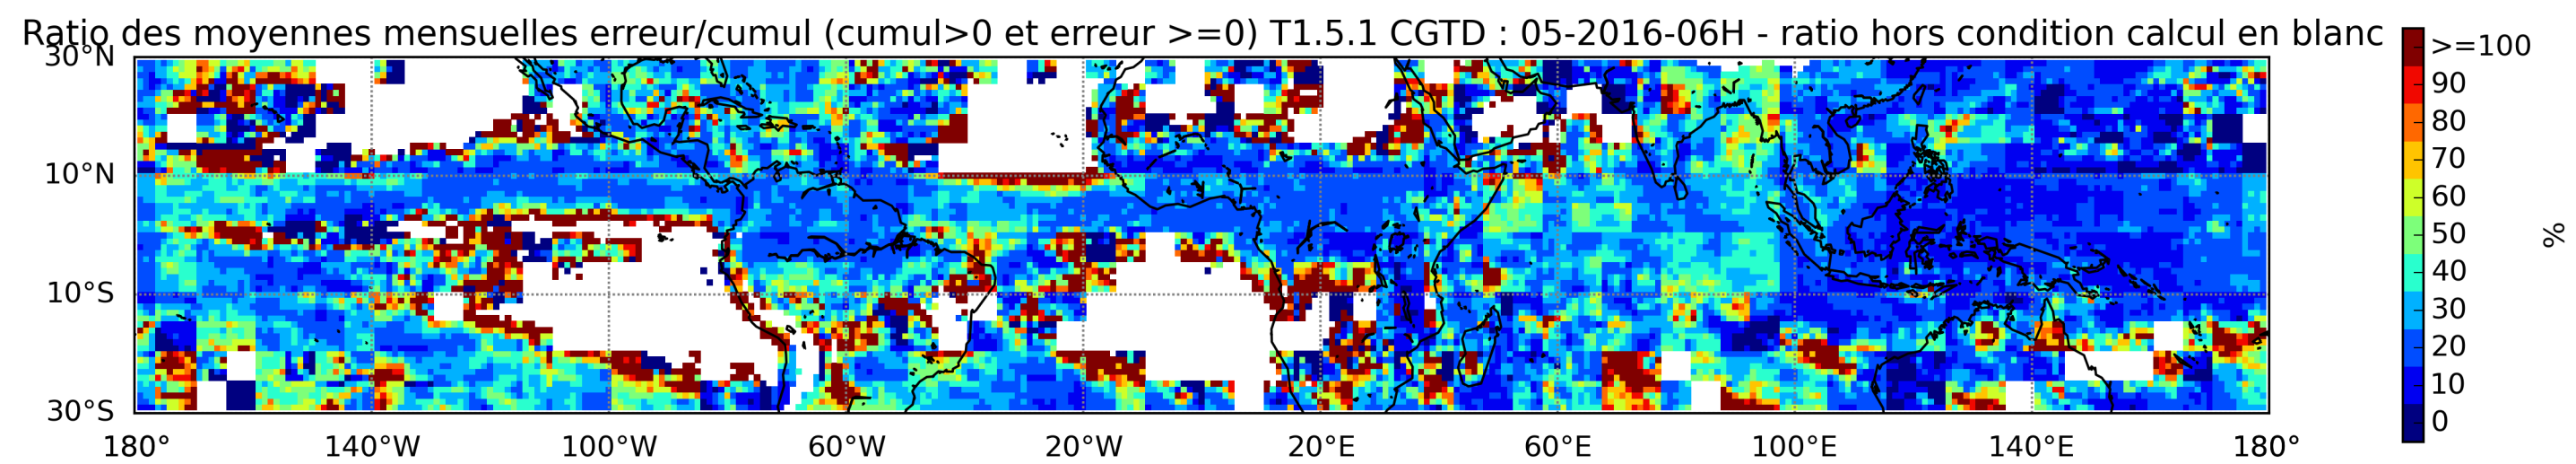 Ratio des moyennes mensuelles erreur/cumul (cumul>0 et erreur >=0) T1.5.1 CGTD : 05-2016-06H - ratio hors condition calcul en blanc
30°N
10°N
10°S
30°S
180°
140°W
100°W
60°W
20°W
20°E
60°E
100°E
140°E
180°
>=100
90
80
70
60
50
40
30
20
10
0
%